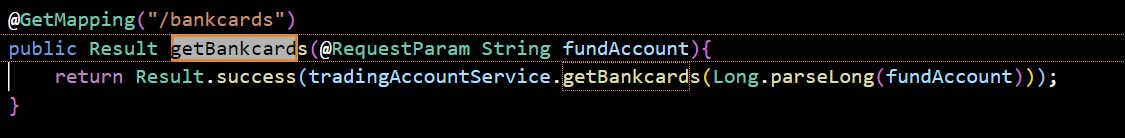 @GetMapping("/bankcards")
public Result getBankcards(@RequestParam String fundAccount){
    return Result.success(tradingAccountService.getBankcards(Long.parseLong(fundAccount)));
}